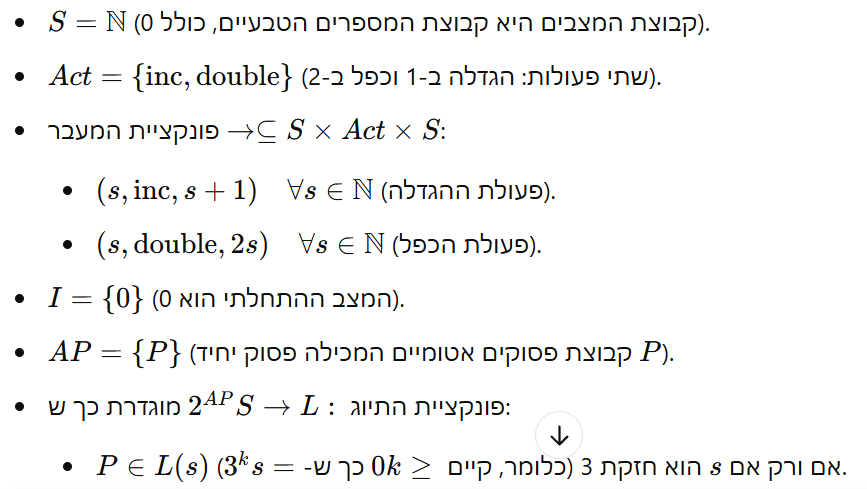 • S = ℕ (קבוצת המצבים היא קבוצת המספרים הטבעיים, כולל 0).
• Act = {inc, double} (שתי פעולות: הגדלה ב-1 וכפל ב-2).
• פונקציית המעבר →⊆ S × Act × S:
• (s, inc, s + 1) ∀s ∈ ℕ (פעולת ההגדלה).
• (s, double, 2s) ∀s ∈ ℕ (פעולת הכפל).
• I = {0} (המצב ההתחלתי הוא 0).
• AP = {P} (קבוצת פסוקים אטומיים המכילה פסוק יחיד P).
• פונקציית התיוג : 2^{AP} S → L מוגדרת כך ש:
• P ∈ L(s) אם ורק אם s הוא חזקת 3 (כלומר, קיים 0k ≥ כך ש- 3^k s =).